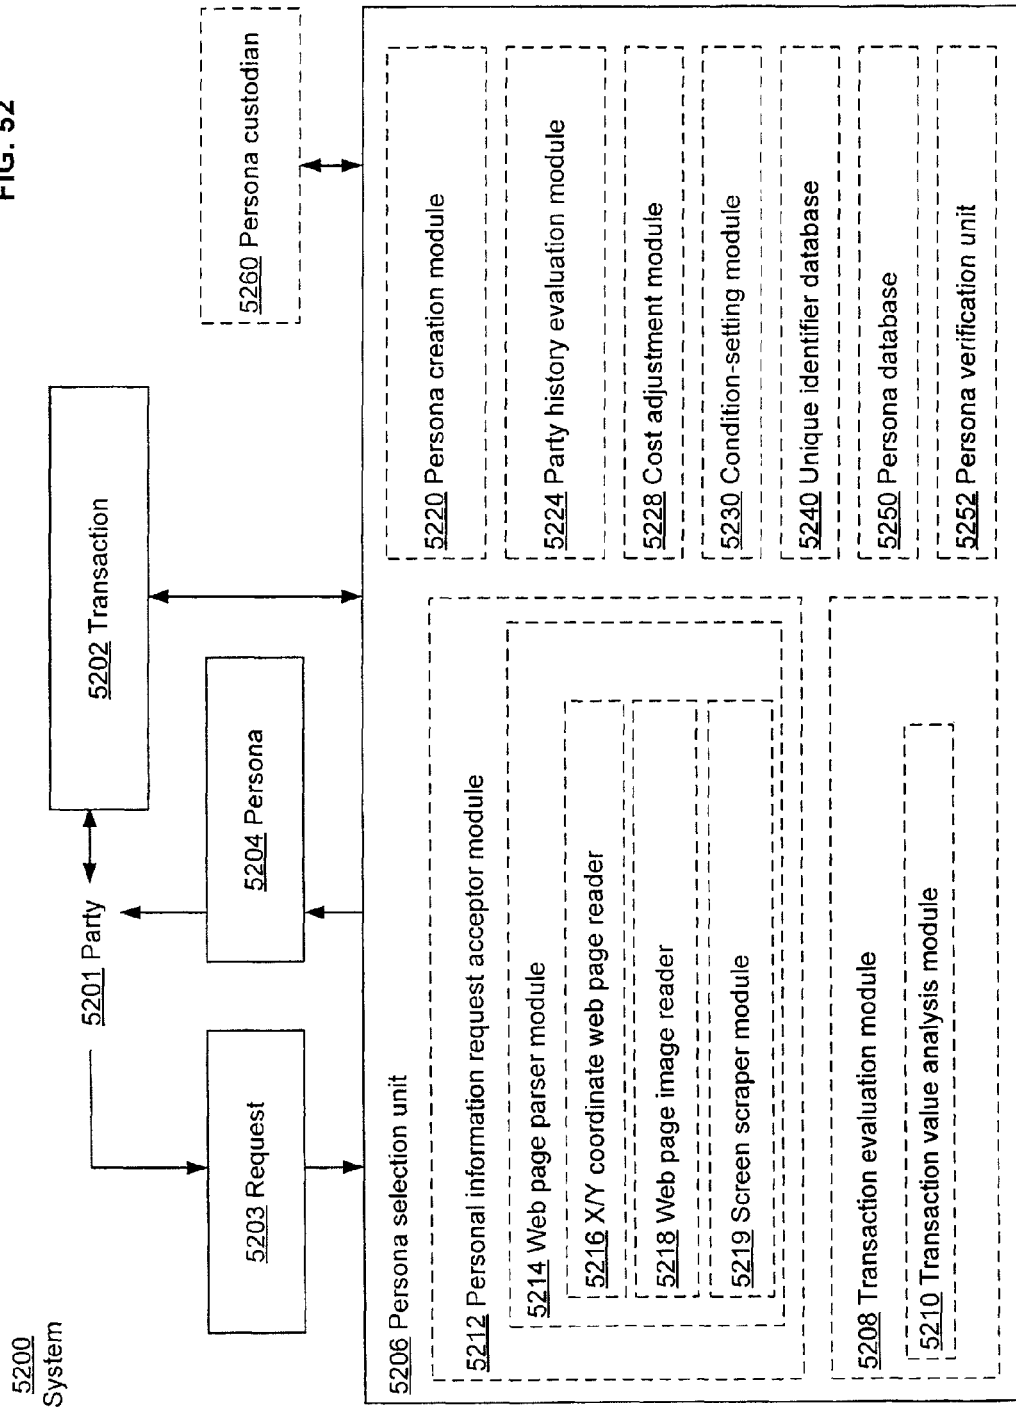 FIG. 52
5200
System
5201 Party
5202 Transaction
5203 Request
5204 Persona
5260 Persona custodian
5206 Persona selection unit
5212 Personal information request acceptor module
5214 Web page parser module
5216 X/Y coordinate web page reader
5218 Web page image reader
5219 Screen scraper module
5208 Transaction evaluation module
5210 Transaction value analysis module
5220 Persona creation module
5224 Party history evaluation module
5228 Cost adjustment module
5230 Condition-setting module
5240 Unique identifier database
5250 Persona database
5252 Persona verification unit